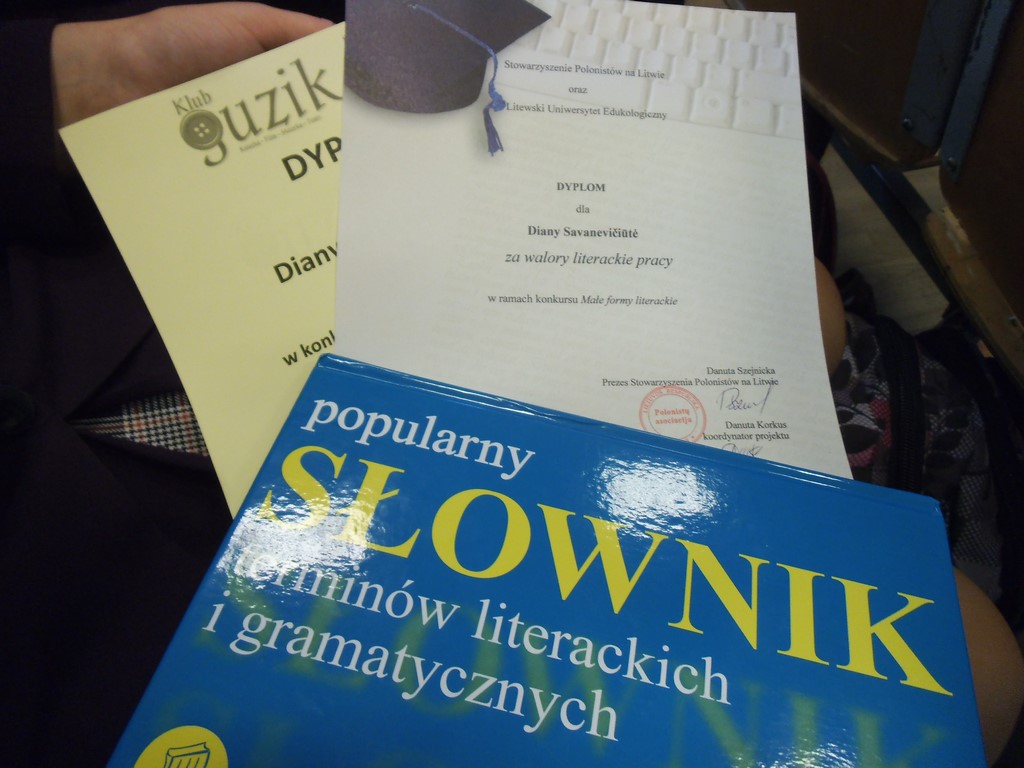 Klub
guzik
DYP
Diany
w kon
Stowarzyszenie Polonistów na Litwie
oraz
Litewski Uniwersytet Edukologiczny
DYPLOM
dla
Diany Savanevičiūtė
za walory literackie pracy
w ramach konkursu Małe formy literackie
Danuta Szejnicka
Prezes Stowarzyszenia Polonistów na Litwie
Polonistų
asociacija
Danuta Korkus
koordynator projektu
popularny
SŁOWNIK
terminów literackich
i gramatycznych